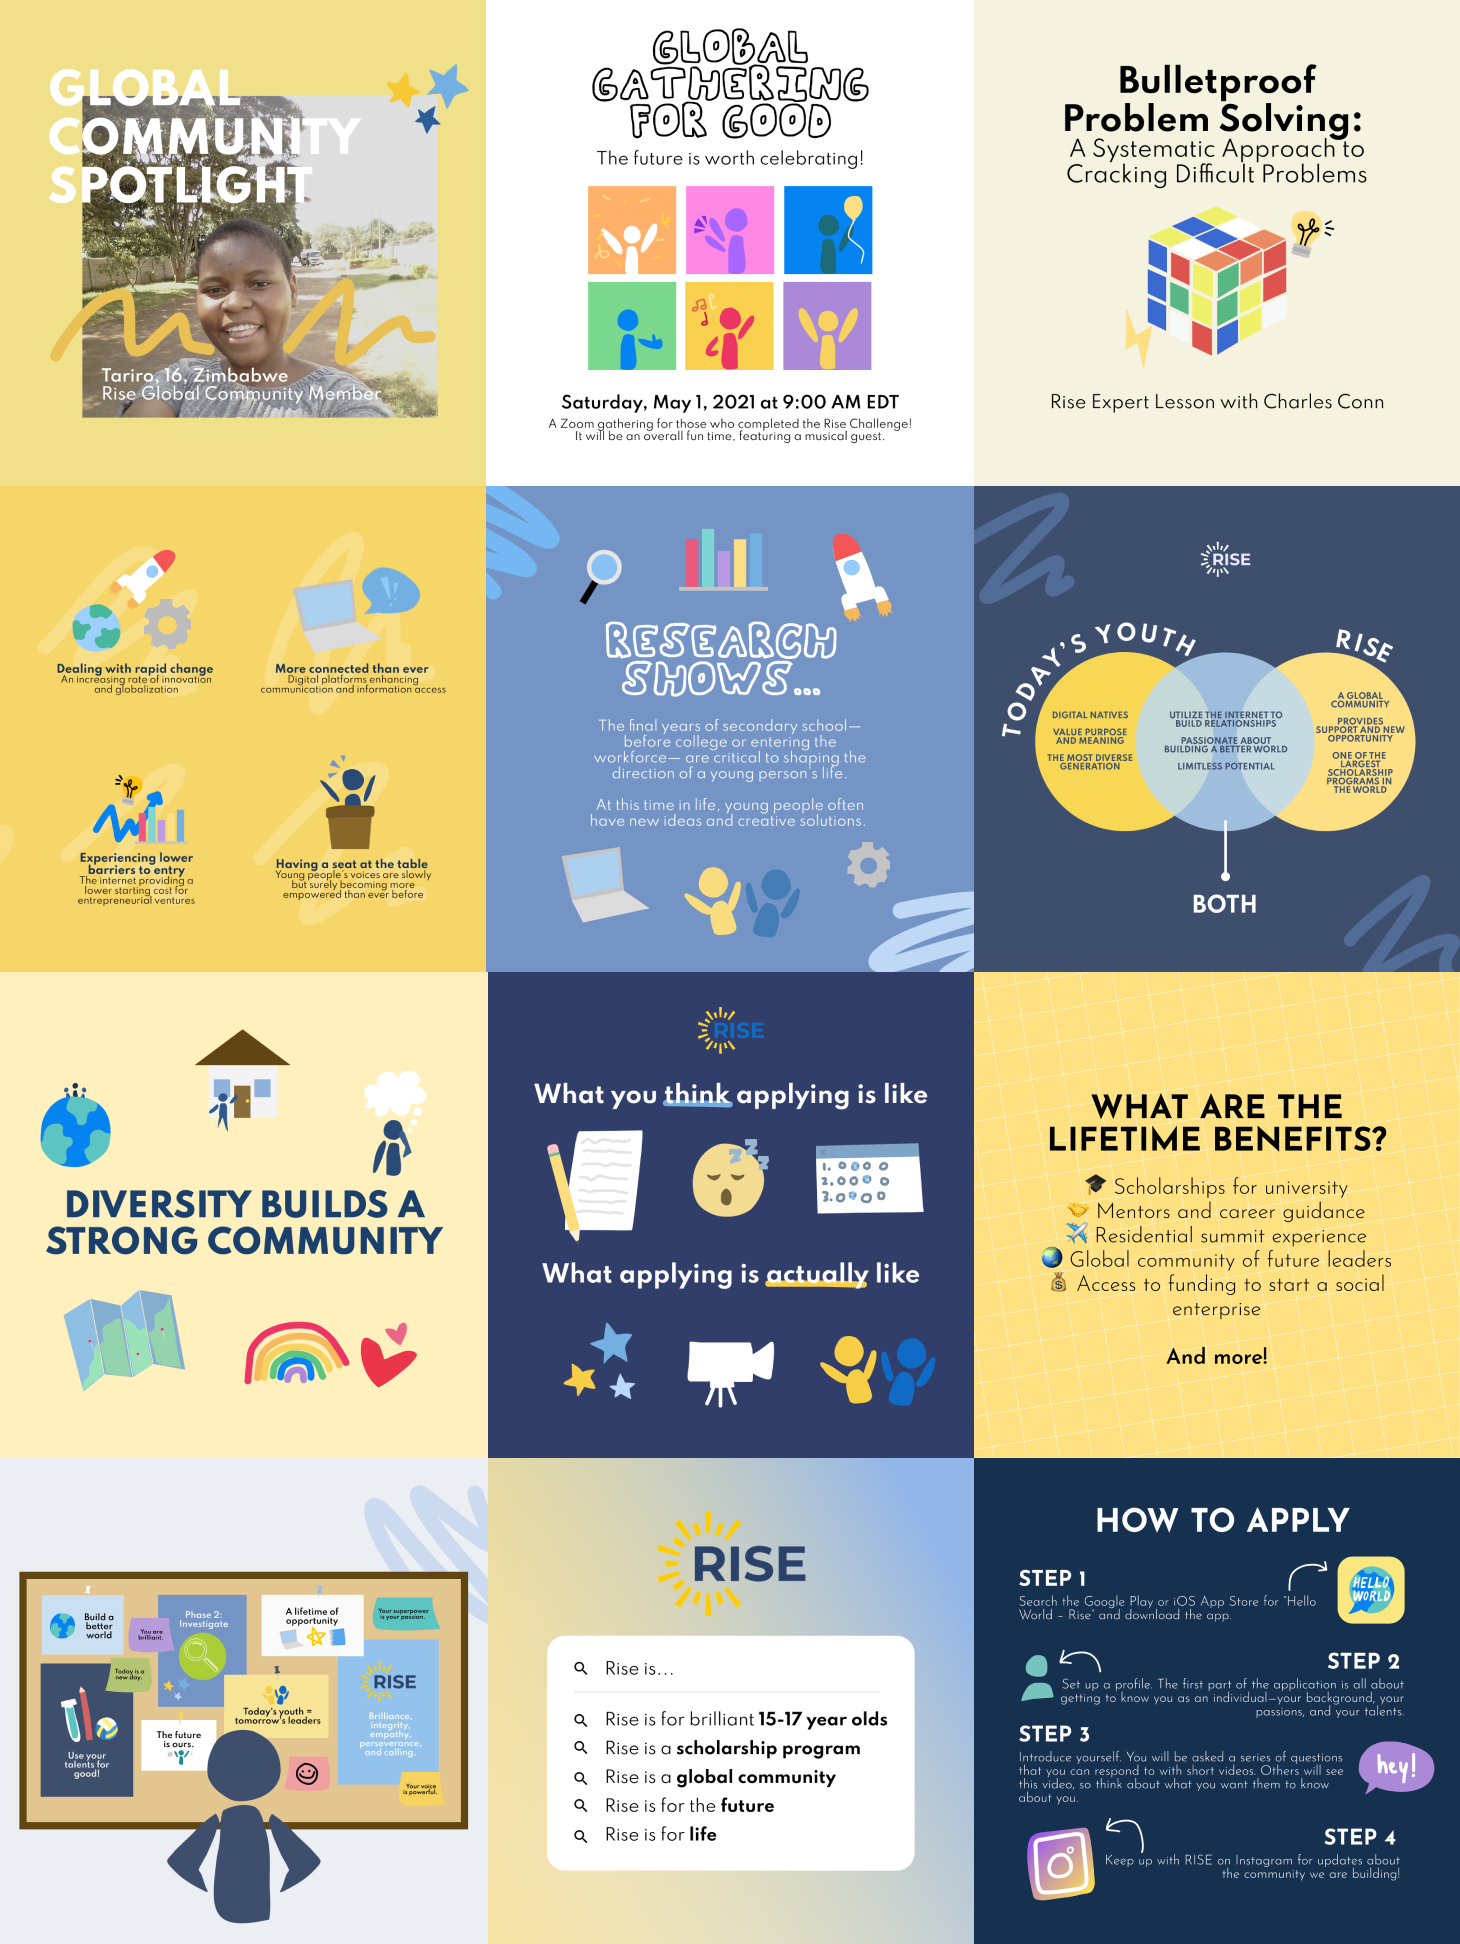 GLOBAL
COMMUNITY
SPOTLIGHT
Tariro, 16, Zimbabwe
Rise Global Community Member
GLOBAL
GATHERING
FOR GOOD
The future is worth celebrating!
Saturday, May 1, 2021 at 9:00 AM EDT
A Zoom gathering for those who completed the Rise Challenge!
It will be an overall fun time, featuring a musical guest.
Bulletproof
Problem Solving:
A Systematic Approach to
Cracking Difficult Problems
Rise Expert Lesson with Charles Conn
Dealing with rapid change
An increasing rate of innovation
and globalization
More connected than ever
Digital platforms enhancing
communication and information access
Experiencing lower
barriers to entry
The internet providing a
lower starting cost for
entrepreneurial ventures
Having a seat at the table
Young people's voices are slowly
but surely becoming more
empowered than ever before
RESEARCH
SHOWS...
The final years of secondary school—
before college or entering the
workforce— are critical to shaping the
direction of a young person's life.
At this time in life, young people often
have new ideas and creative solutions.
RISE
TODAY'S YOUTH
RISE
DIGITAL NATIVES
VALUE PURPOSE
AND MEANING
THE MOST DIVERSE
GENERATION
UTILIZE THE INTERNET TO
BUILD RELATIONSHIPS
PASSIONATE ABOUT
BUILDING A BETTER WORLD
LIMITLESS POTENTIAL
A GLOBAL
COMMUNITY
PROVIDES
SUPPORT AND NEW
OPPORTUNITY
ONE OF THE
LARGEST
SCHOLARSHIP
PROGRAMS IN
THE WORLD
BOTH
DIVERSITY BUILDS A
STRONG COMMUNITY
RISE
What you think applying is like
z z z z
1.
2.
3.
What applying is actually like
WHAT ARE THE
LIFETIME BENEFITS?
🎓 Scholarships for university
🤝 Mentors and career guidance
✈️ Residential summit experience
🌏 Global community of future leaders
💰 Access to funding to start a social
enterprise
And more!
Build a
better
world
You are
brilliant.
Phase 2:
Investigate
A lifetime of
opportunity
Your superpower
is your passion.
Today is a
new day.
Use your
talents for
good!
The future
is ours.
Today's youth =
tomorrow's leaders
RISE
Brilliance,
integrity,
empathy,
perseverance,
and calling.
Your voice
is powerful.
RISE
Rise is...
Rise is for brilliant 15-17 year olds
Rise is a scholarship program
Rise is a global community
Rise is for the future
Rise is for life
HOW TO APPLY
STEP 1
Search the Google Play or iOS App Store for "Hello
World – Rise" and download the app.
HELLO
WORLD
STEP 2
Set up a profile. The first part of the application is all about
getting to know you as an individual—your background, your
passions, and your talents.
STEP 3
Introduce yourself. You will be asked a series of questions
that you can respond to with short videos. Others will see
this video, so think about what you want them to know
about you.
hey!
STEP 4
Keep up with RISE on Instagram for updates about
the community we are building!